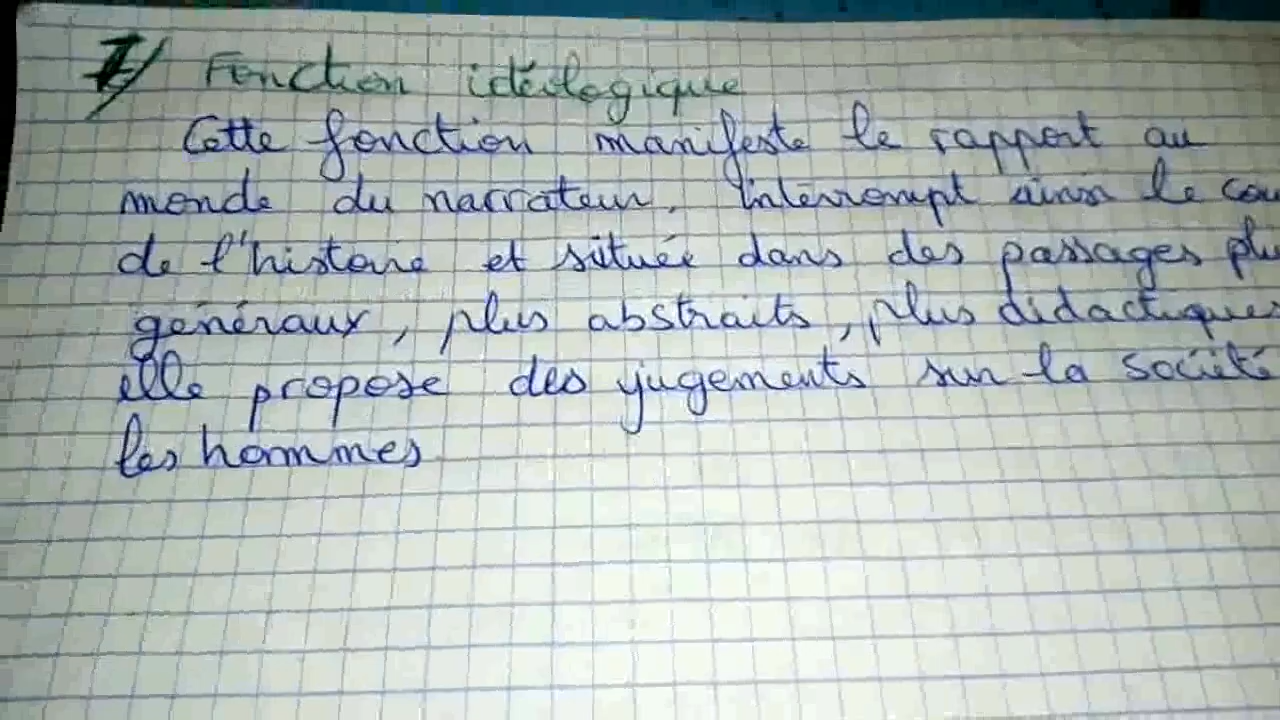 7/ Fonction idéologique
Cette fonction manifeste le rapport au
monde du narrateur. Interrompt ainsi le cou
de l'histoire et située dans des passages plu
généraux, plus abstraits, plus didactiques
elle propose des jugements sur la société
les hommes